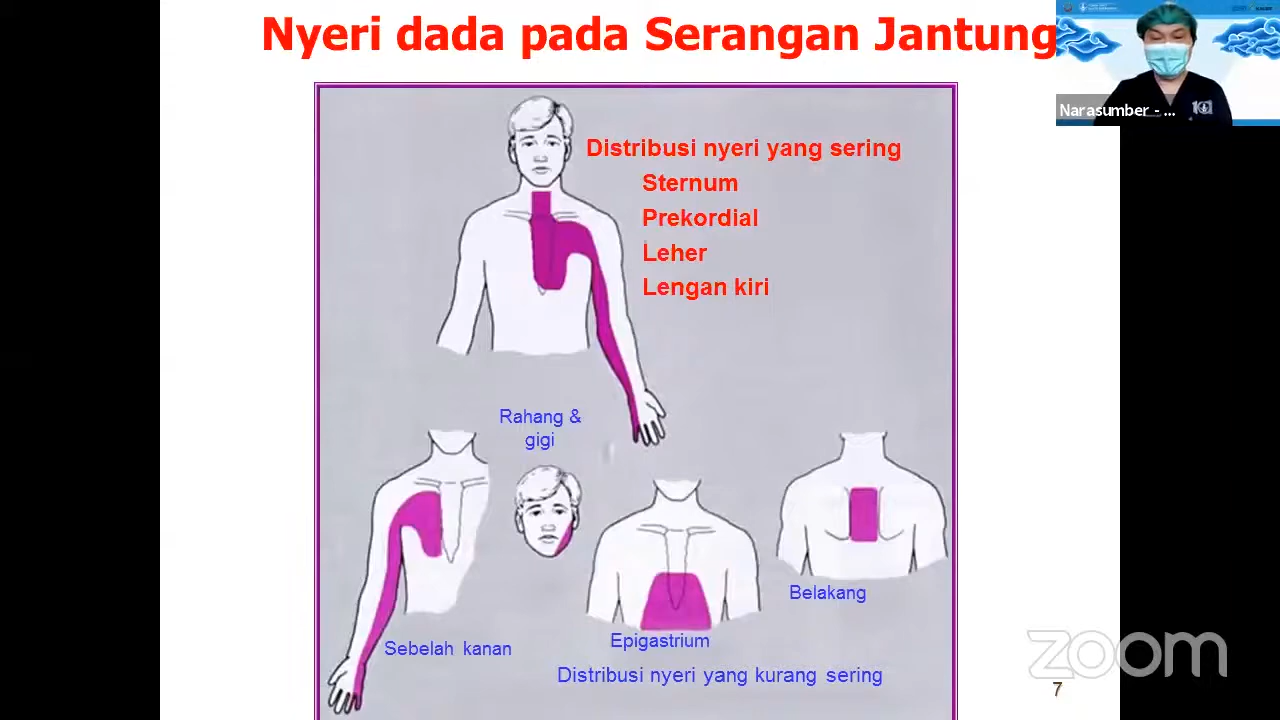 Nyeri dada pada Serangan Jantung
Narasumber - ...
Distribusi nyeri yang sering
Sternum
Prekordial
Leher
Lengan kiri
Rahang &
gigi
Belakang
Epigastrium
Sebelah kanan
Distribusi nyeri yang kurang sering
zoom
7